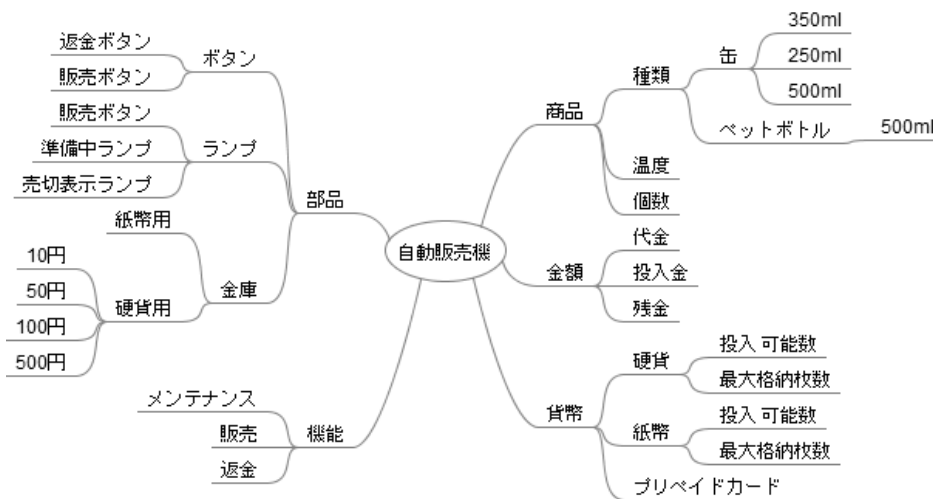 自動販売機
商品
種類
缶
350ml
250ml
500ml
ペットボトル
500ml
温度
個数
金額
代金
投入金
残金
貨幣
硬貨
投入可能数
最大格納枚数
紙幣
投入可能数
最大格納枚数
プリペイドカード
部品
ボタン
返金ボタン
販売ボタン
ランプ
販売ボタン
準備中ランプ
売切表示ランプ
金庫
紙幣用
硬貨用
10円
50円
100円
500円
機能
メンテナンス
販売
返金